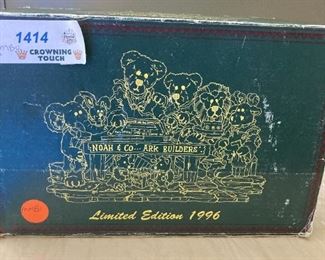 1414
CROWNING
TOUCH
NOAH & CO. ARK BUILDERS
Limited Edition 1996